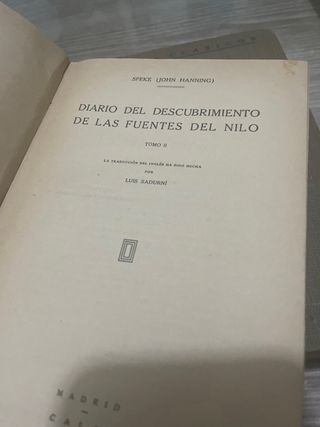 CLASICOS
SPEKE (JOHN HANNING)
DIARIO DEL DESCUBRIMIENTO
DE LAS FUENTES DEL NILO
TOMO II
LA TRADUCCIÓN DEL INGLÉS HA SIDO HECHA
POR
LUIS SADURNÍ
MADRID